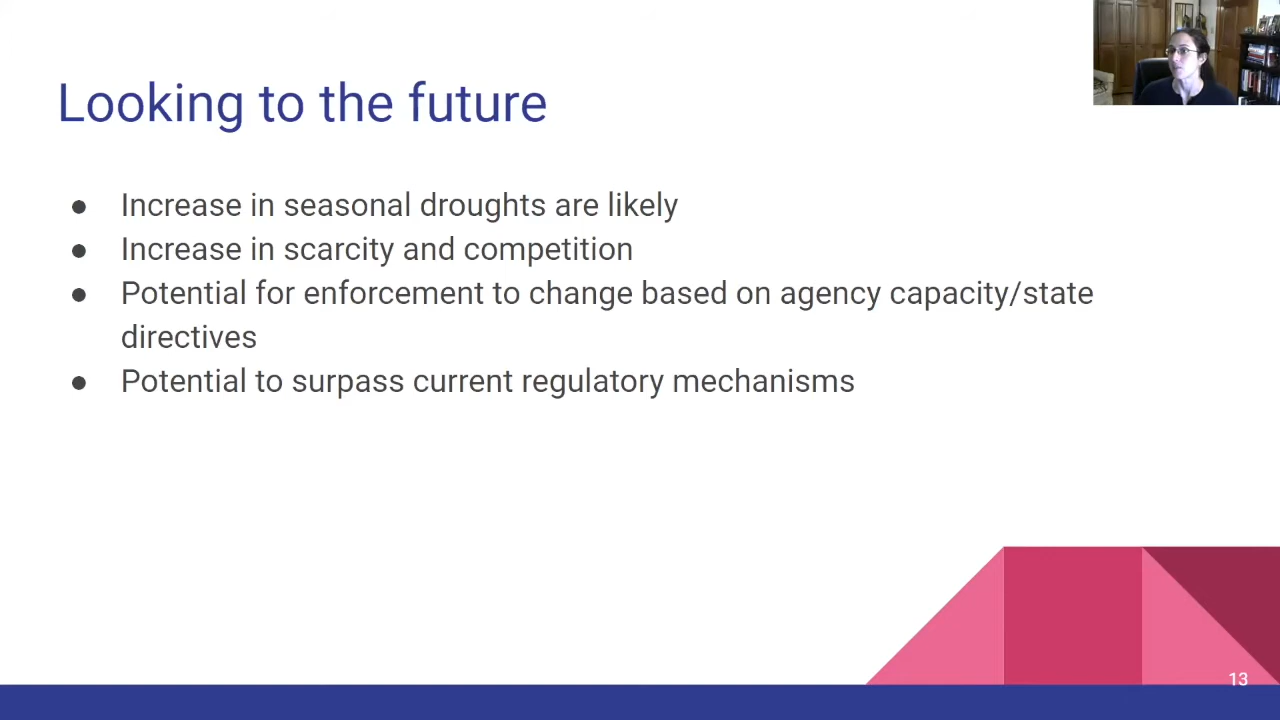 Looking to the future
● Increase in seasonal droughts are likely
● Increase in scarcity and competition
● Potential for enforcement to change based on agency capacity/state
directives
● Potential to surpass current regulatory mechanisms
13